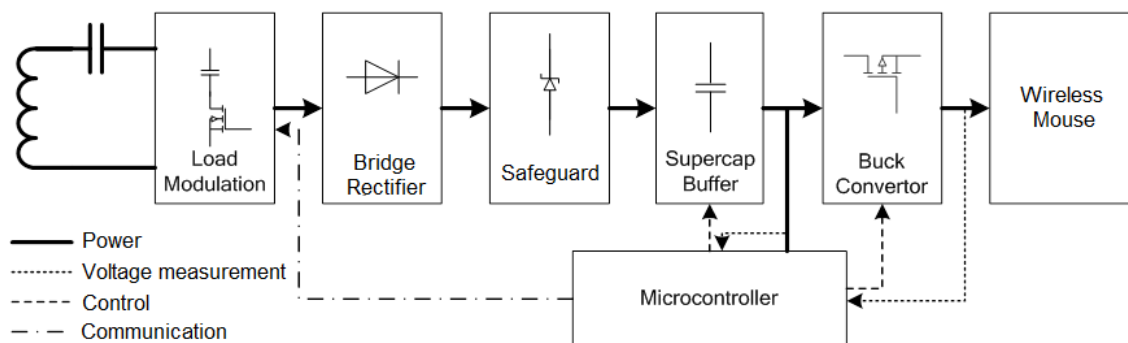 Load
Modulation
Bridge
Rectifier
Safeguard
Supercap
Buffer
Buck
Convertor
Wireless
Mouse
Power
Voltage measurement
Control
Communication
Microcontroller